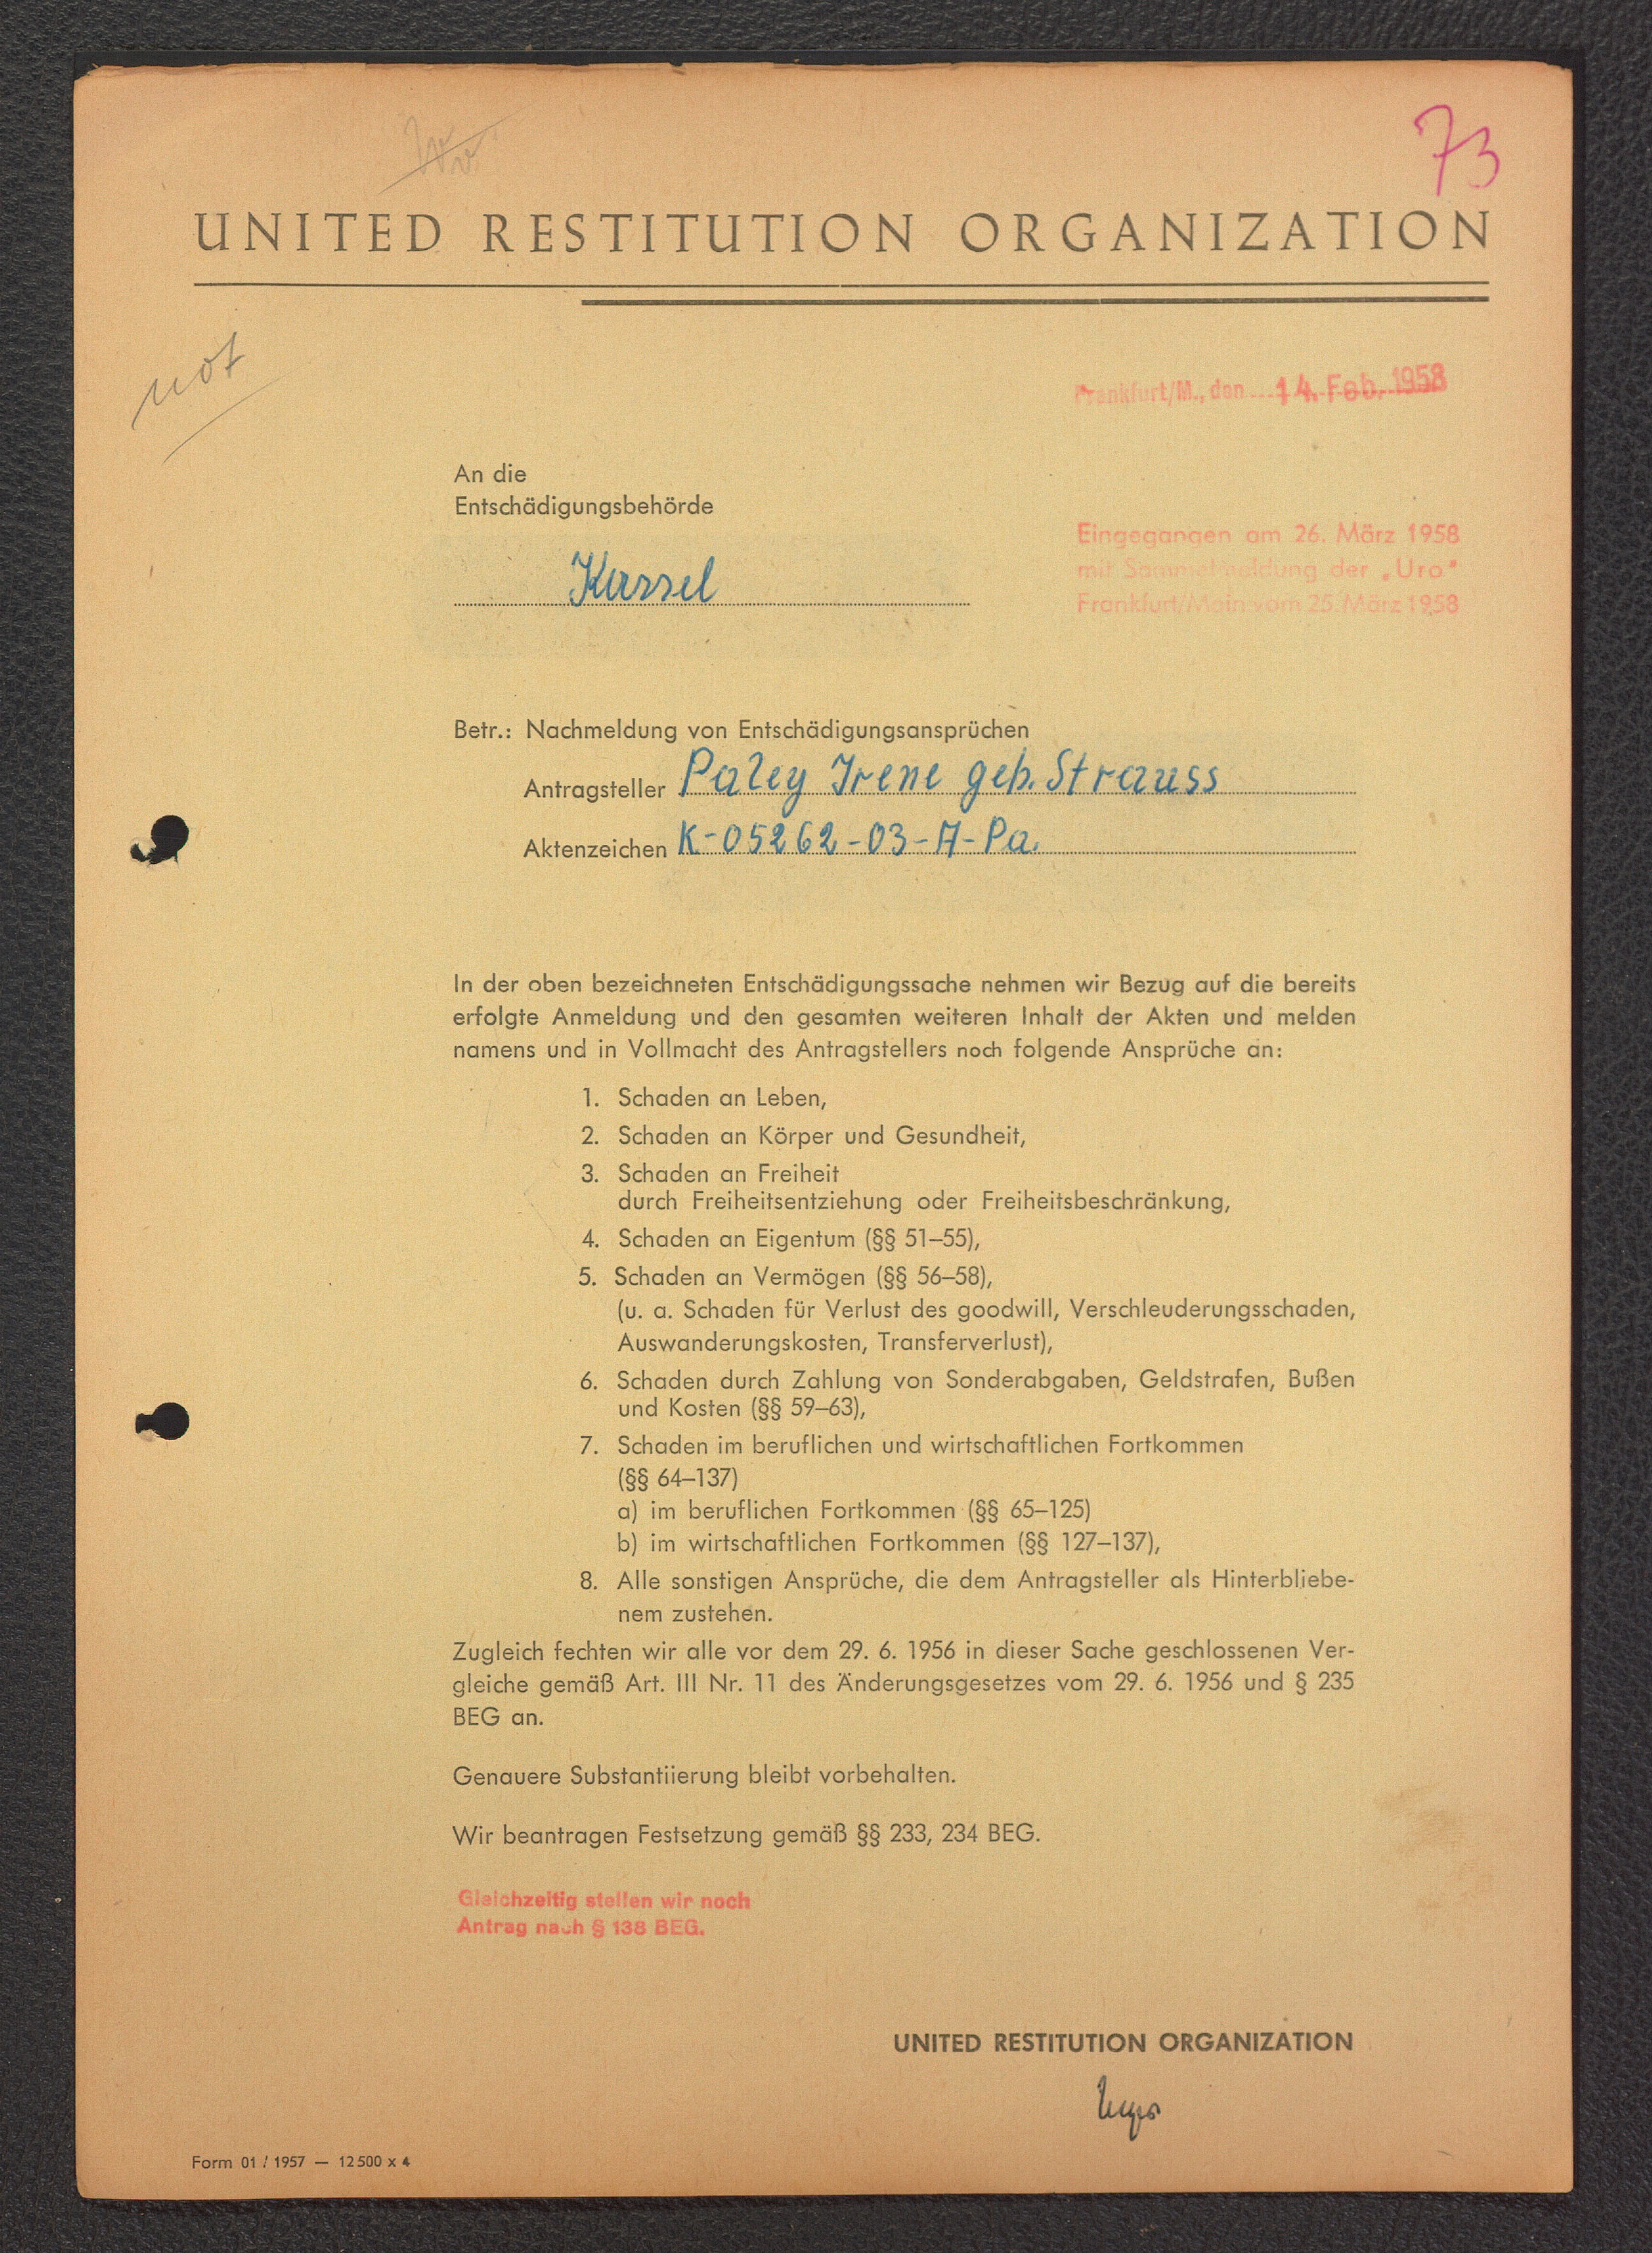 73
UNITED RESTITUTION ORGANIZATION
not
Frankfurt/M., den 14. Feb. 1958
An die
Entschädigungsbehörde
Kassel
Eingegangen am 26. März 1958
mit Sammelmeldung der „Uro"
Frankfurt/Main vom 25. März 1958
Betr.: Nachmeldung von Entschädigungsansprüchen
Antragsteller Paley Irene geb. Strauss
Aktenzeichen K-05262-03-A-Pa.
In der oben bezeichneten Entschädigungssache nehmen wir Bezug auf die bereits
erfolgte Anmeldung und den gesamten weiteren Inhalt der Akten und melden
namens und in Vollmacht des Antragstellers noch folgende Ansprüche an:
1. Schaden an Leben,
2. Schaden an Körper und Gesundheit,
3. Schaden an Freiheit
durch Freiheitsentziehung oder Freiheitsbeschränkung,
4. Schaden an Eigentum (§§ 51–55),
5. Schaden an Vermögen (§§ 56–58),
(u. a. Schaden für Verlust des goodwill, Verschleuderungsschaden,
Auswanderungskosten, Transferverlust),
6. Schaden durch Zahlung von Sonderabgaben, Geldstrafen, Bußen
und Kosten (§§ 59–63),
7. Schaden im beruflichen und wirtschaftlichen Fortkommen
(§§ 64–137)
a) im beruflichen Fortkommen (§§ 65–125)
b) im wirtschaftlichen Fortkommen (§§ 127–137),
8. Alle sonstigen Ansprüche, die dem Antragsteller als Hinterbliebe-
nem zustehen.
Zugleich fechten wir alle vor dem 29. 6. 1956 in dieser Sache geschlossenen Ver-
gleiche gemäß Art. III Nr. 11 des Änderungsgesetzes vom 29. 6. 1956 und § 235
BEG an.
Genauere Substantiierung bleibt vorbehalten.
Wir beantragen Festsetzung gemäß §§ 233, 234 BEG.
Gleichzeitig stellen wir noch
Antrag nach § 138 BEG.
UNITED RESTITUTION ORGANIZATION
Form 01 / 1957 — 12 500 x 4